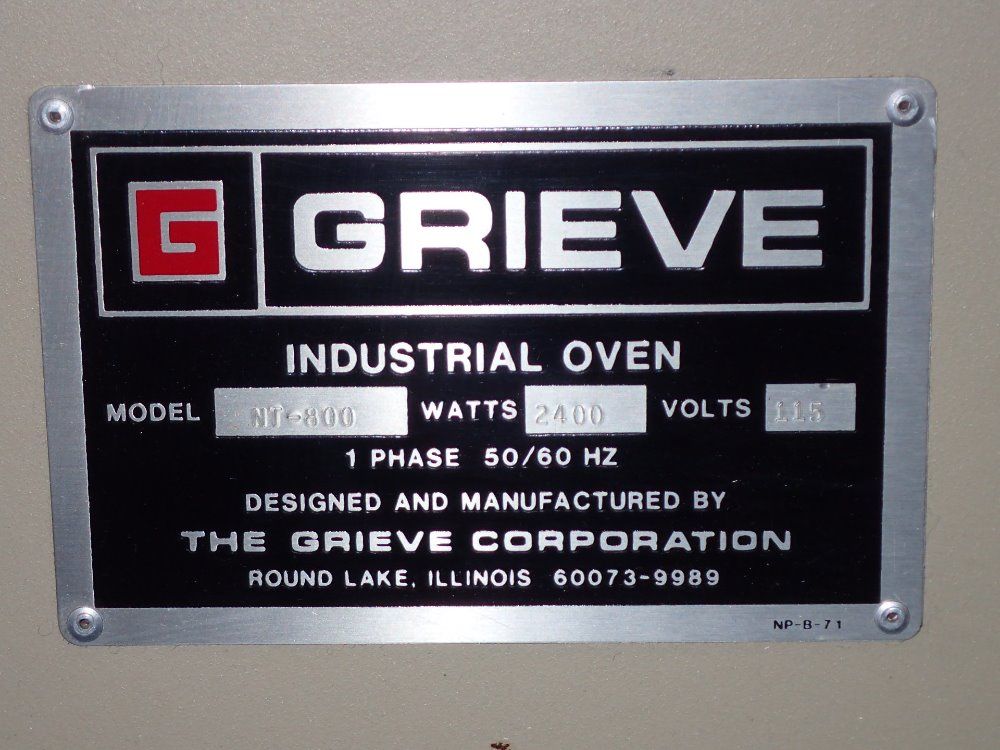 G GRIEVE
INDUSTRIAL OVEN
MODEL NT-800 WATTS 2400 VOLTS 115
1 PHASE 50/60 HZ
DESIGNED AND MANUFACTURED BY
THE GRIEVE CORPORATION
ROUND LAKE, ILLINOIS 60073-9989
NP-B-71